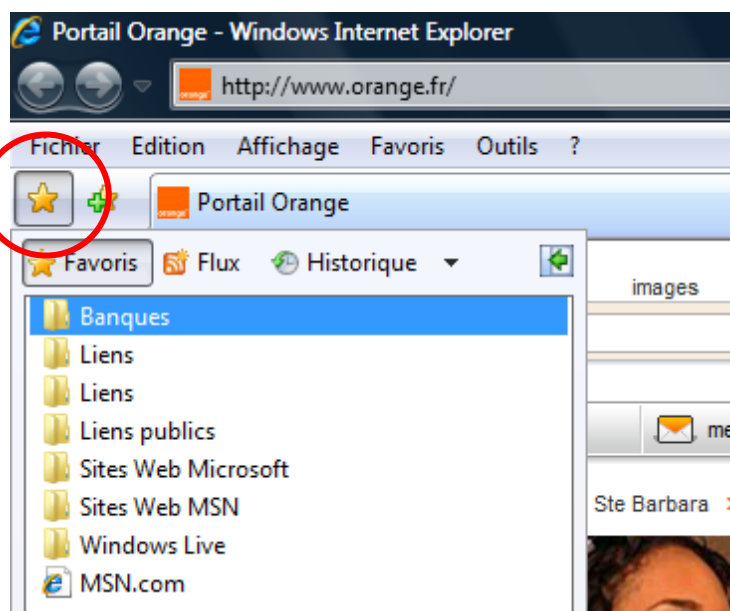 Portail Orange - Windows Internet Explorer
http://www.orange.fr/
Fichier Edition Affichage Favoris Outils ?
Portail Orange
Favoris Flux Historique
images
Banques
Liens
Liens
Liens publics
me
Sites Web Microsoft
Sites Web MSN
Ste Barbara
Windows Live
MSN.com